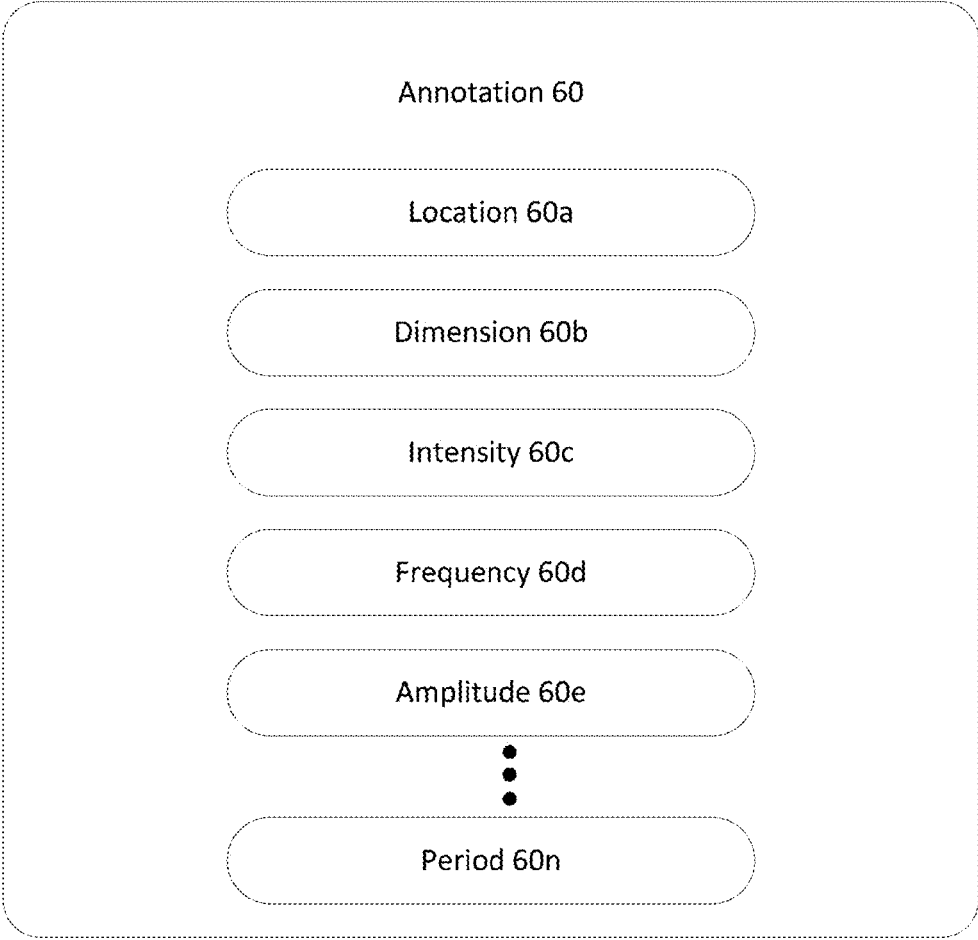 Annotation 60
Location 60a
Dimension 60b
Intensity 60c
Frequency 60d
Amplitude 60e
Period 60n